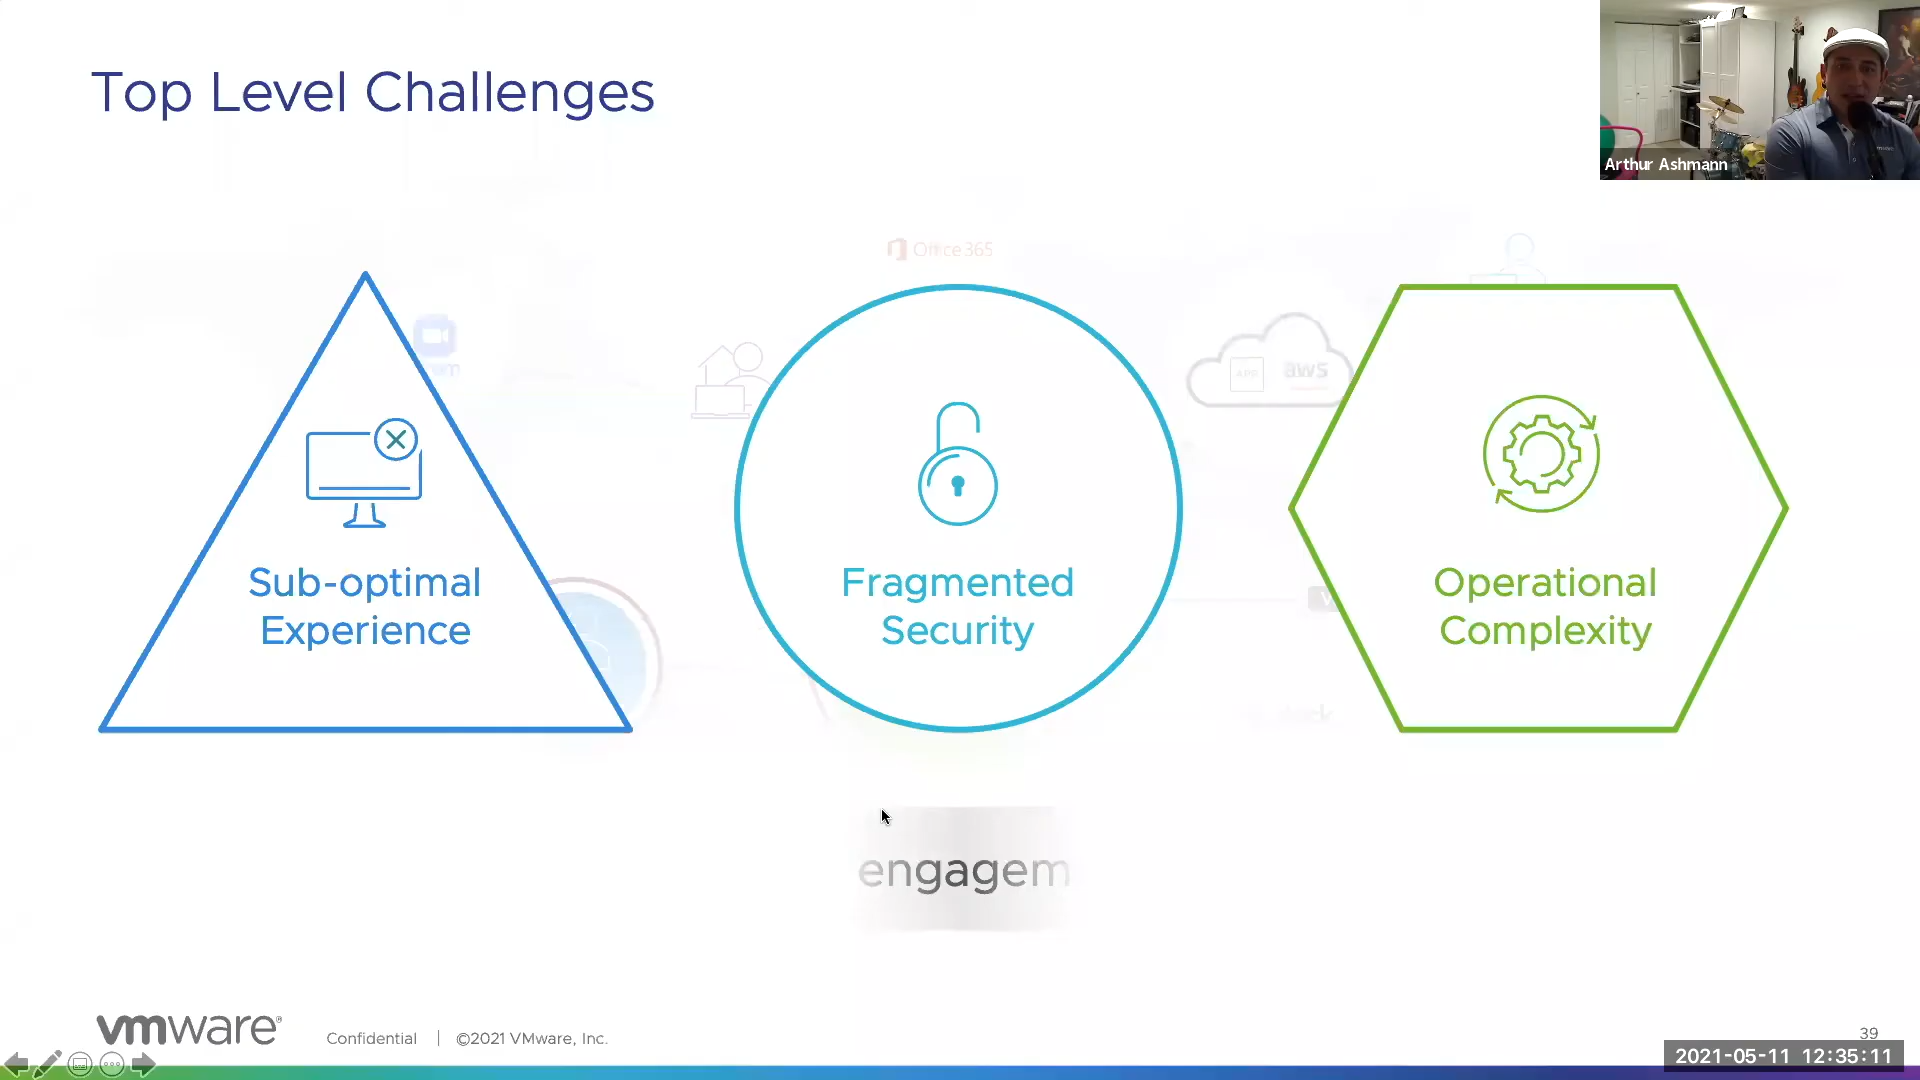 Top Level Challenges
Arthur Ashmann
Office 365
APP
aws
Sub-optimal
Experience
Fragmented
Security
Operational
Complexity
engagem
vmware®
Confidential | ©2021 VMware, Inc.
39
2021-05-11 12:35:11